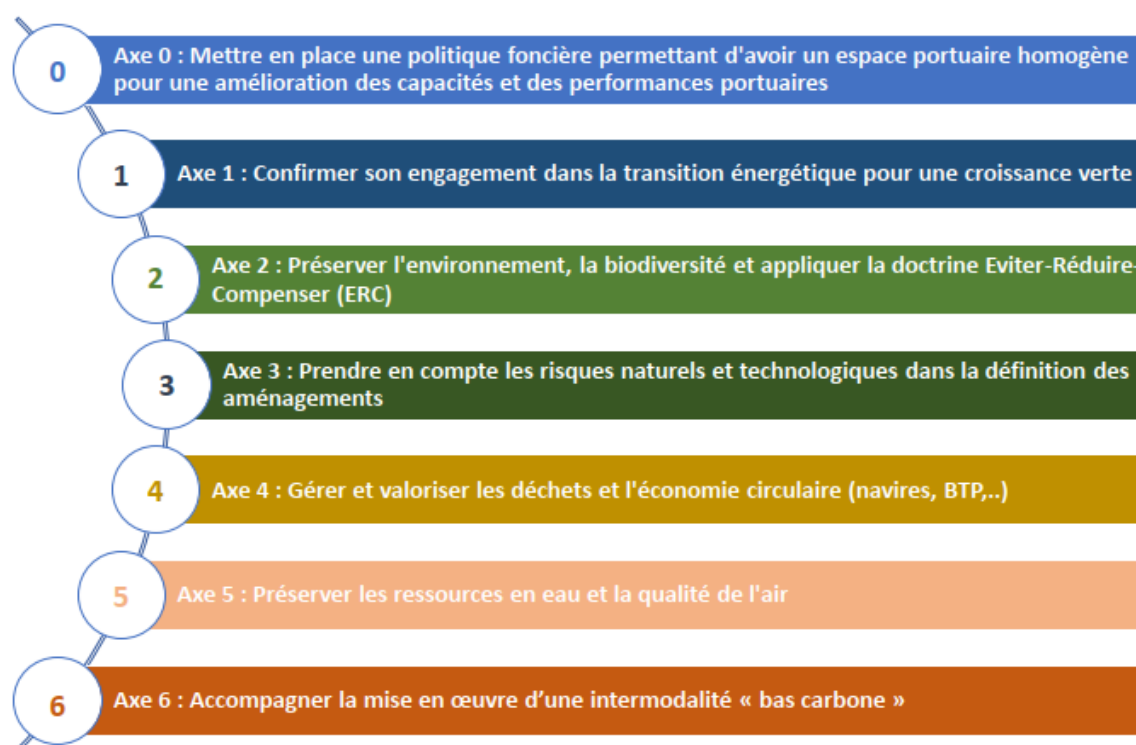 0
Axe 0 : Mettre en place une politique foncière permettant d'avoir un espace portuaire homogène
pour une amélioration des capacités et des performances portuaires
1
Axe 1 : Confirmer son engagement dans la transition énergétique pour une croissance verte
2
Axe 2 : Préserver l'environnement, la biodiversité et appliquer la doctrine Eviter-Réduire-
Compenser (ERC)
3
Axe 3 : Prendre en compte les risques naturels et technologiques dans la définition des
aménagements
4
Axe 4 : Gérer et valoriser les déchets et l'économie circulaire (navires, BTP,..)
5
Axe 5 : Préserver les ressources en eau et la qualité de l'air
6
Axe 6 : Accompagner la mise en œuvre d’une intermodalité « bas carbone »